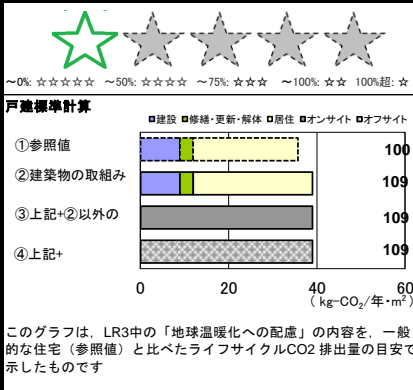 ~0%: ☆☆☆☆☆ ~50%: ☆☆☆☆ ~75%: ☆☆☆ ~100%: ☆☆ 100%超: ☆
戸建標準計算
■建設 ■修繕・更新・解体 □居住 ■オンサイト ■オフサイト
①参照値 100
②建築物の取組み 109
③上記+②以外の 109
④上記+ 109
0 20 40 60
( kg-CO₂/年・m²)
このグラフは、LR3中の「地球温暖化への配慮」の内容を、一般
的な住宅（参照値）と比べたライフサイクルCO2 排出量の目安で
示したものです